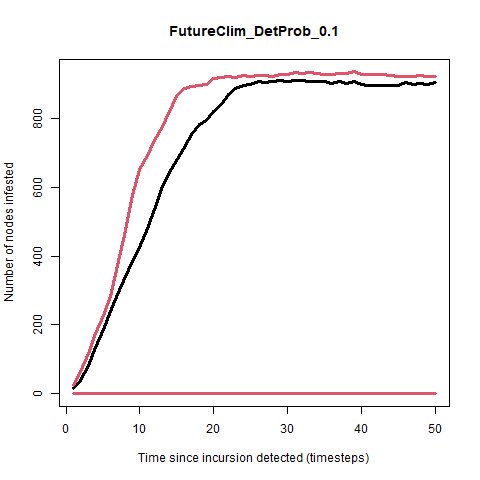 FutureClim_DetProb_0.1
Number of nodes infested
800
600
400
200
0
0 10 20 30 40 50
Time since incursion detected (timesteps)